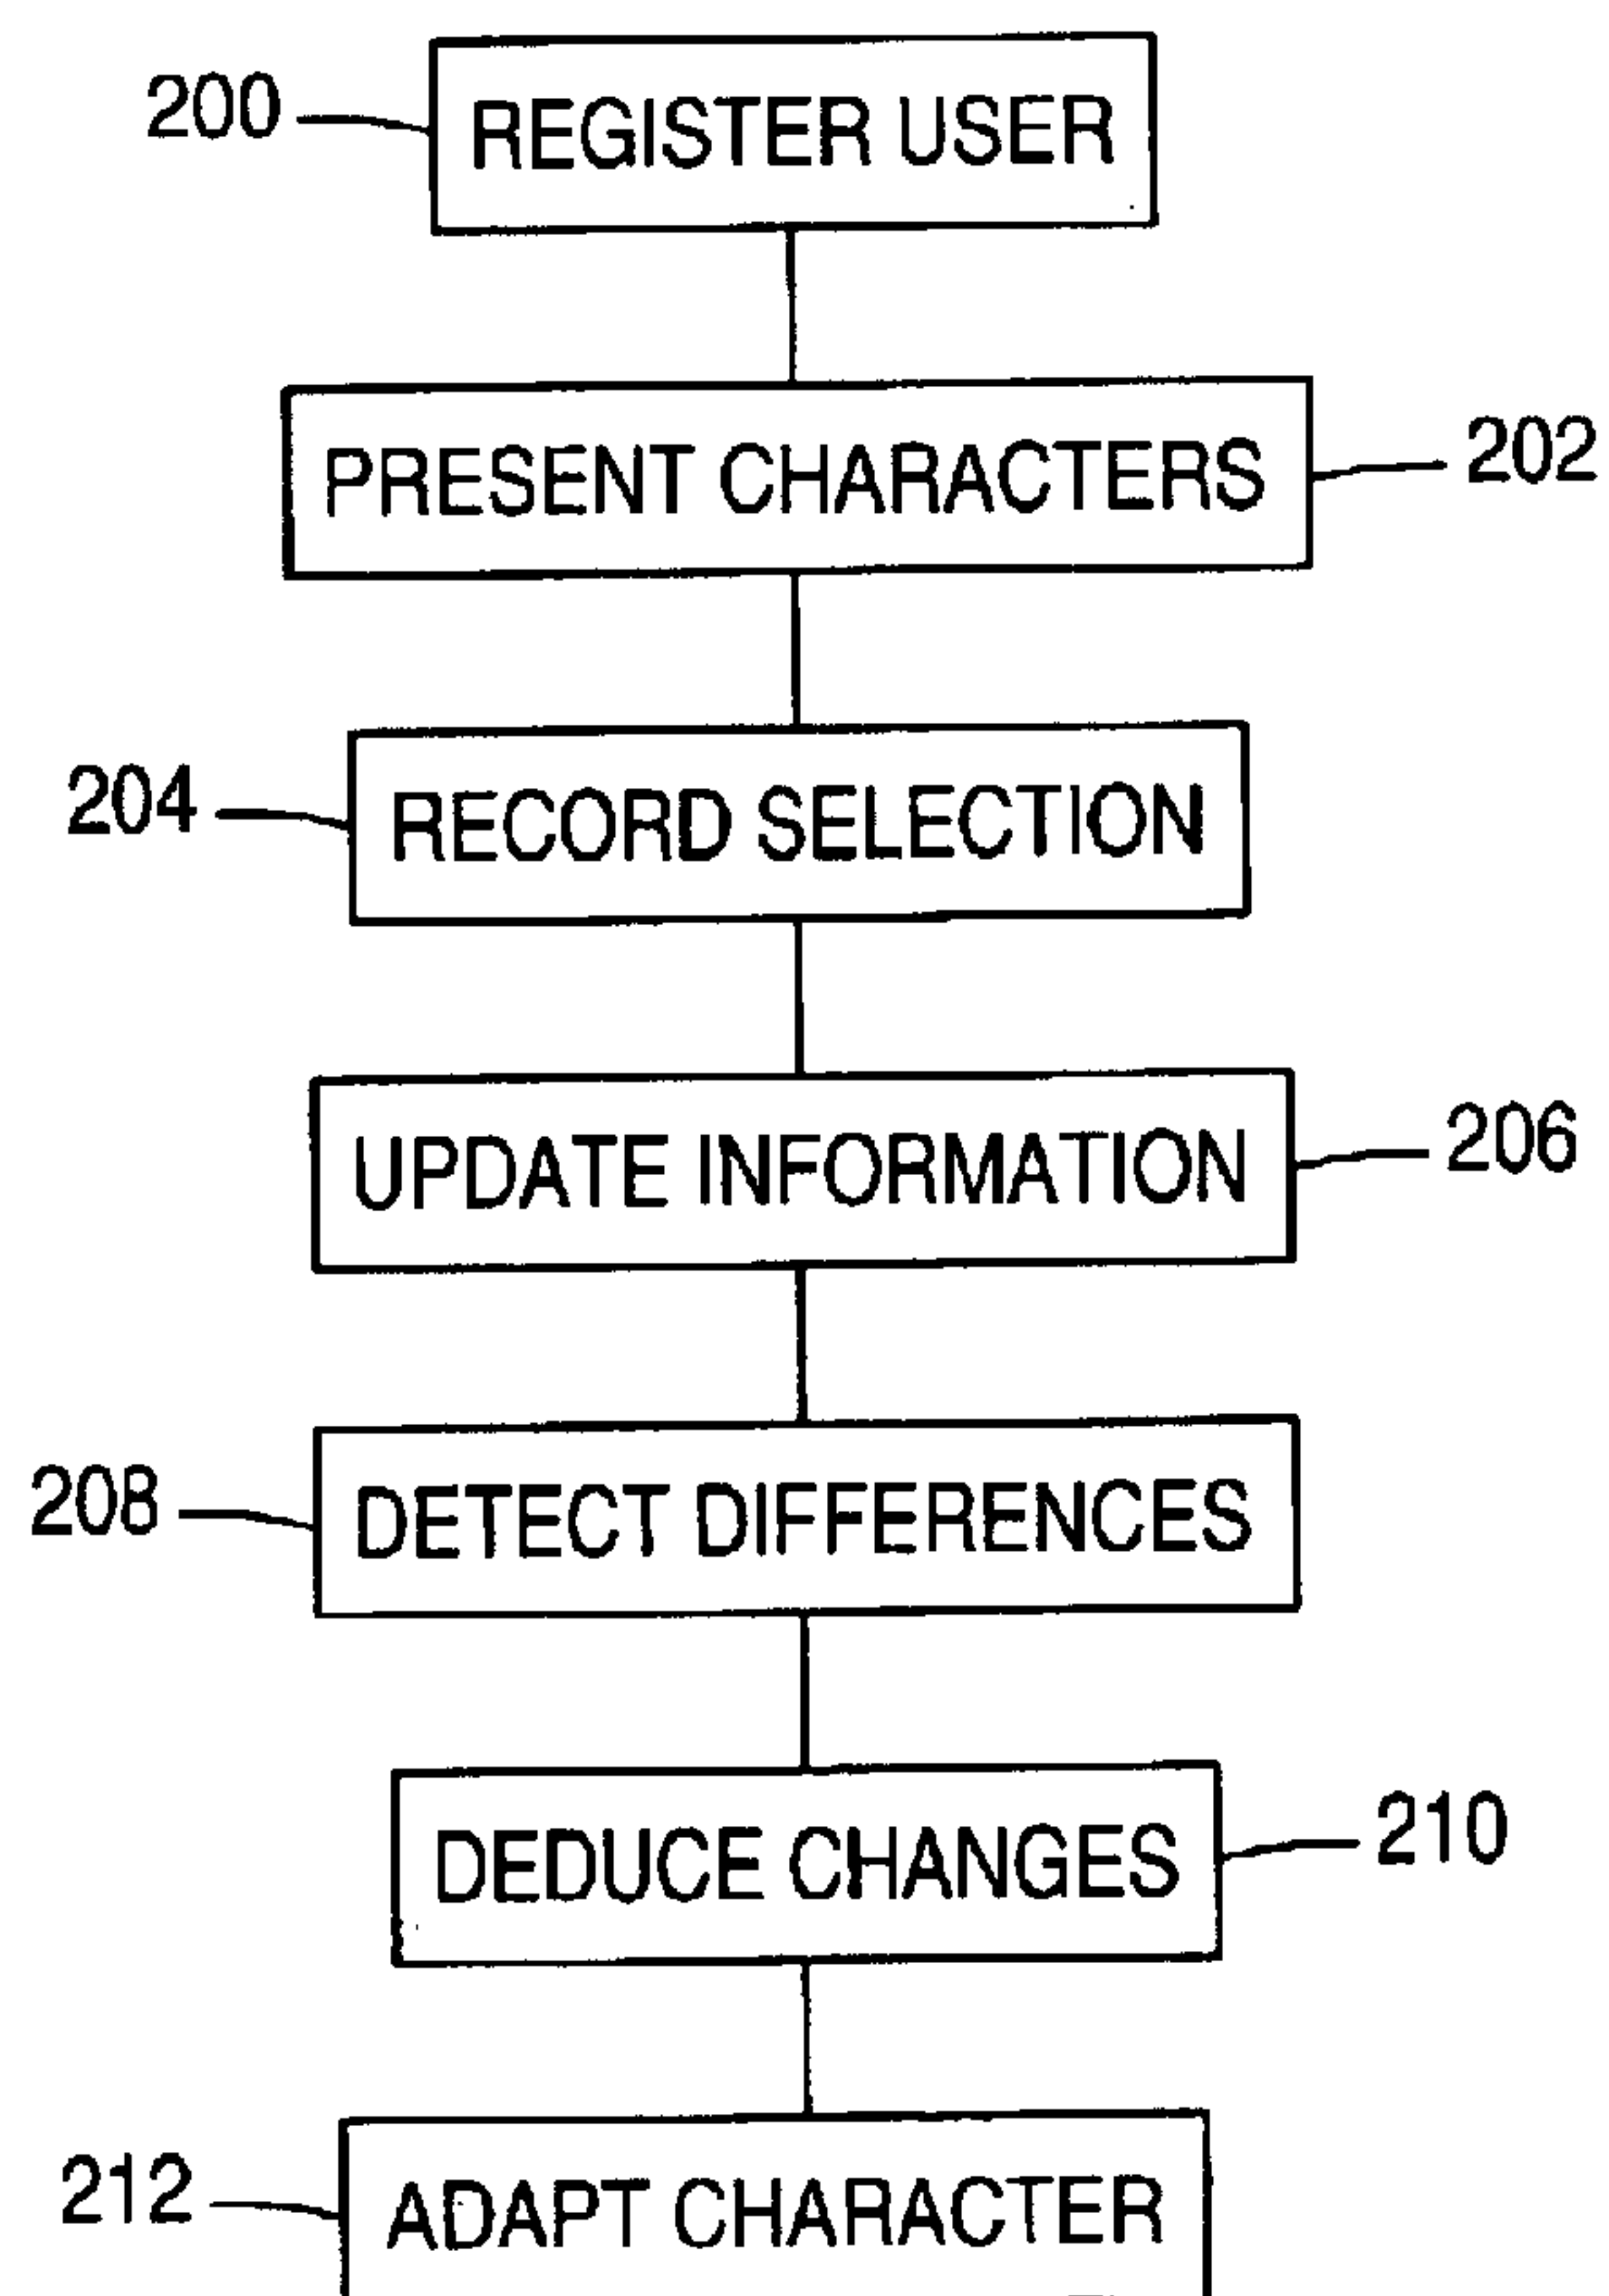 200
REGISTER USER
PRESENT CHARACTERS
202
204
RECORD SELECTION
UPDATE INFORMATION
206
208
DETECT DIFFERENCES
DEDUCE CHANGES
210
212
ADAPT CHARACTER